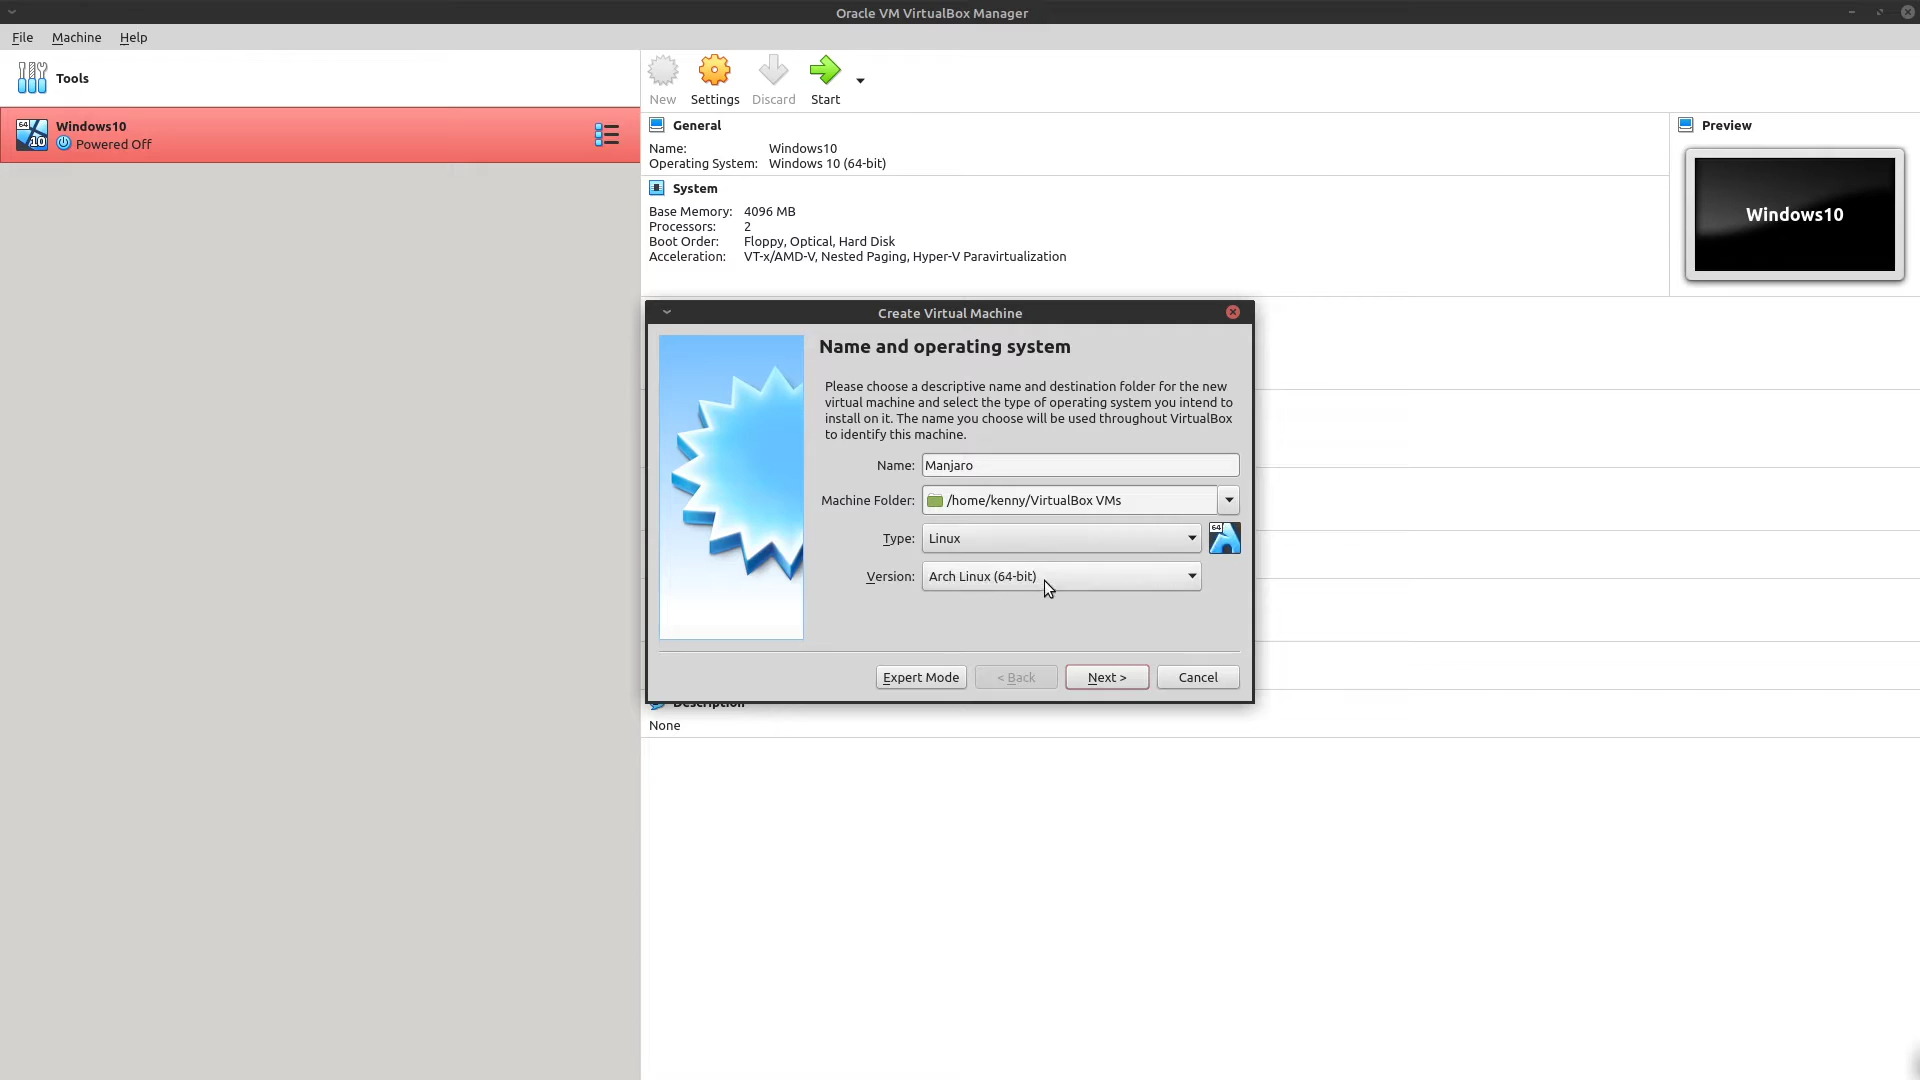 Oracle VM VirtualBox Manager
File Machine Help
Tools
New Settings Discard Start
64
10
Windows10
Powered Off
General
Name: Windows10
Operating System: Windows 10 (64-bit)
System
Base Memory: 4096 MB
Processors: 2
Boot Order: Floppy, Optical, Hard Disk
Acceleration: VT-x/AMD-V, Nested Paging, Hyper-V Paravirtualization
Preview
Windows10
Create Virtual Machine
Name and operating system
Please choose a descriptive name and destination folder for the new
virtual machine and select the type of operating system you intend to
install on it. The name you choose will be used throughout VirtualBox
to identify this machine.
Name: Manjaro
Machine Folder: /home/kenny/VirtualBox VMs
Type: Linux
64
Version: Arch Linux (64-bit)
Expert Mode < Back Next > Cancel
Description
None